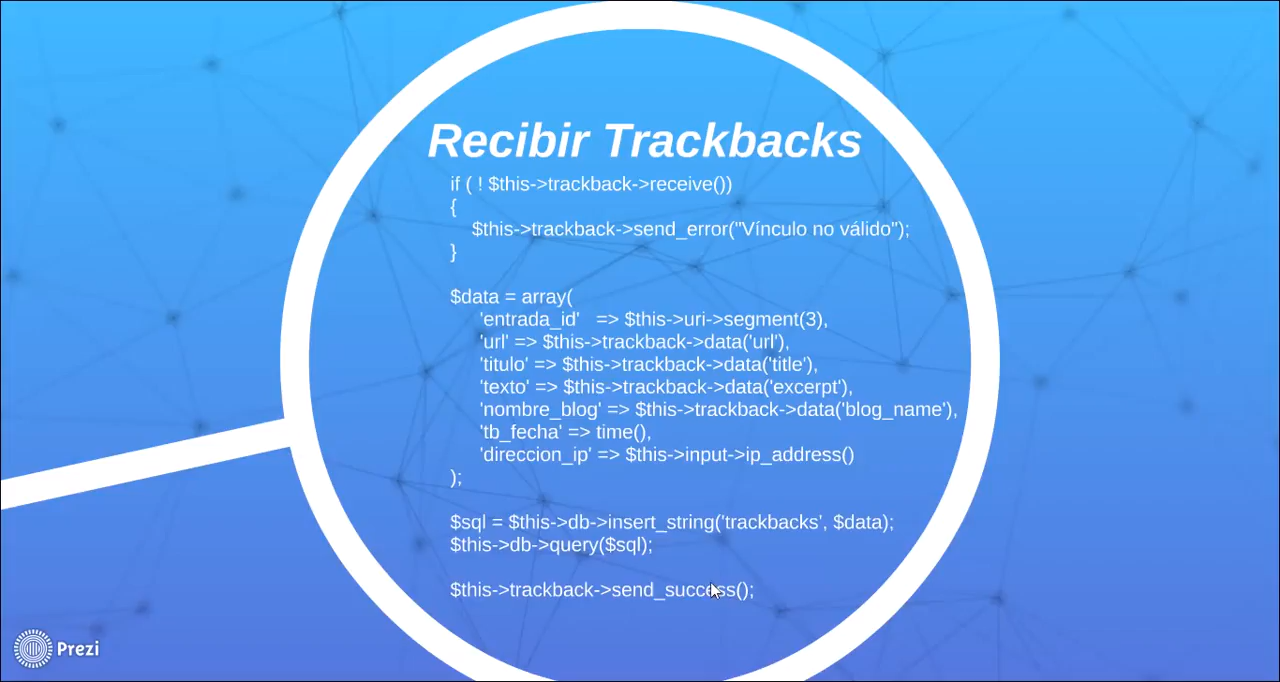 Recibir Trackbacks
if ( ! $this->trackback->receive())
{
$this->trackback->send_error("Vínculo no válido");
}
$data = array(
'entrada_id' => $this->uri->segment(3),
'url' => $this->trackback->data('url'),
'titulo' => $this->trackback->data('title'),
'texto' => $this->trackback->data('excerpt'),
'nombre_blog' => $this->trackback->data('blog_name'),
'tb_fecha' => time(),
'direccion_ip' => $this->input->ip_address()
);
$sql = $this->db->insert_string('trackbacks', $data);
$this->db->query($sql);
$this->trackback->send_success();
Prezi